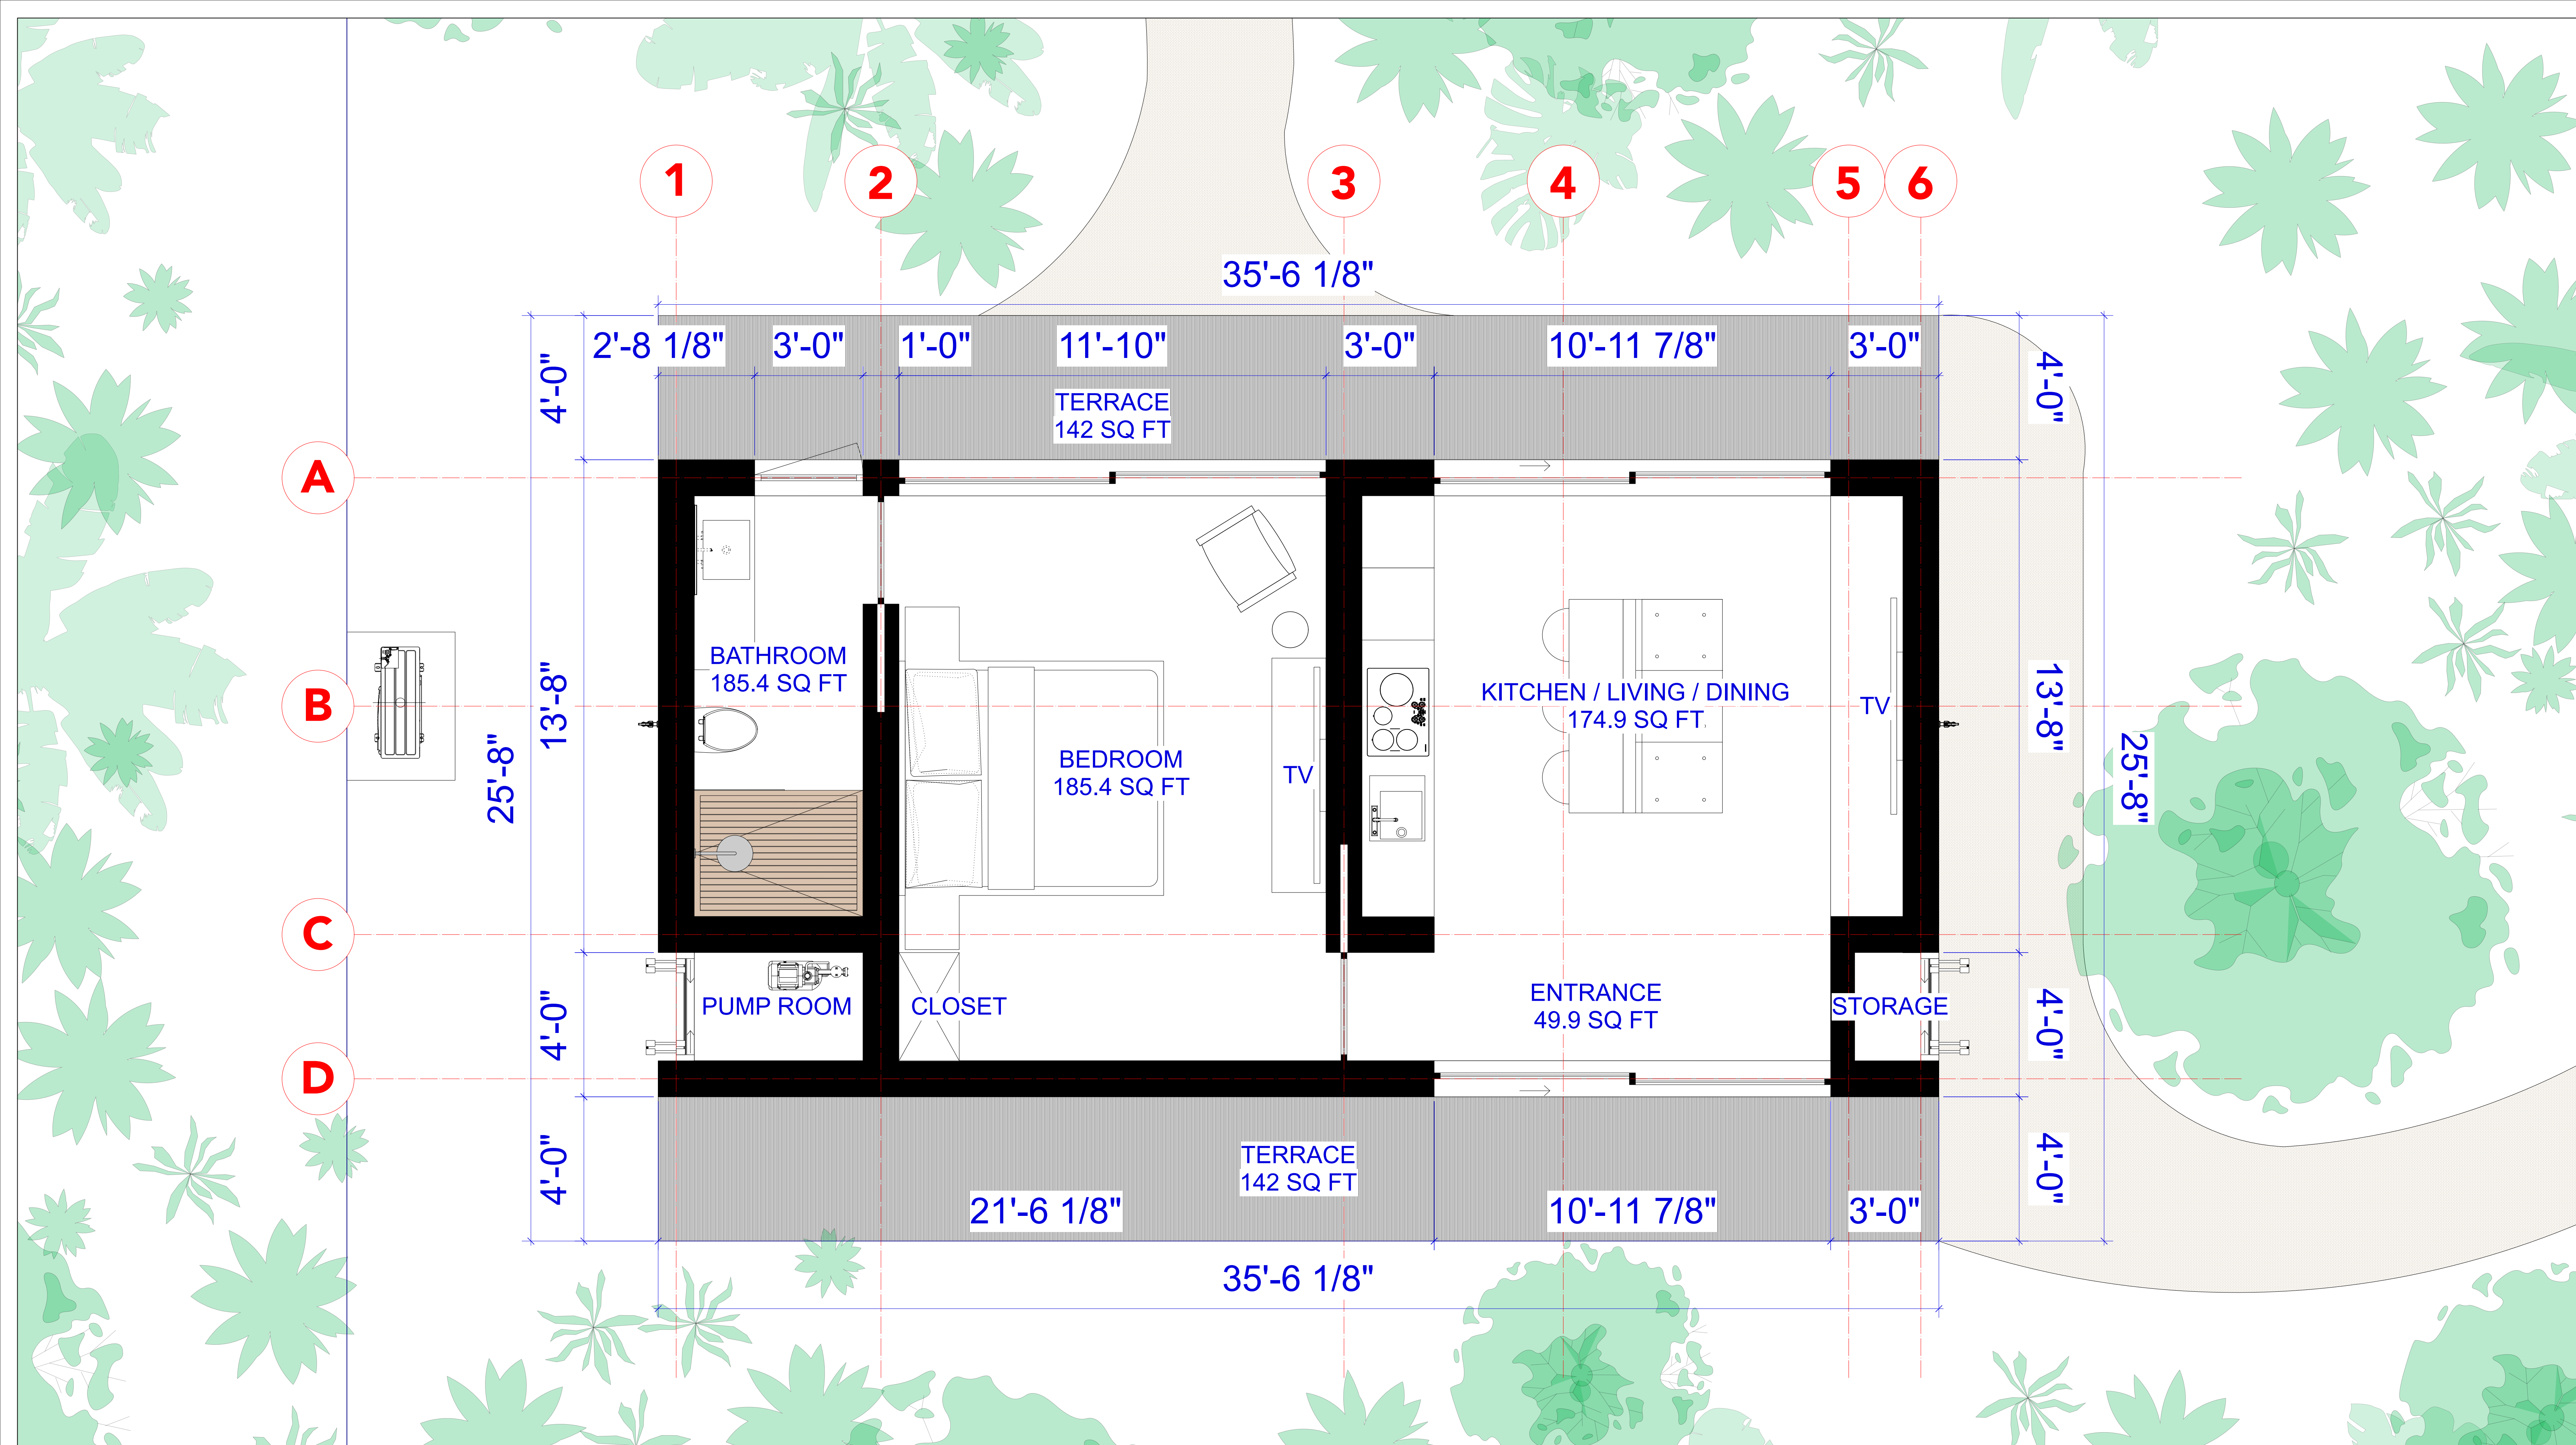 1
2
3
4
5
6
35'-6 1/8"
2'-8 1/8"
3'-0"
1'-0"
11'-10"
3'-0"
10'-11 7/8"
3'-0"
4'-0"
4'-0"
TERRACE
142 SQ FT
A
BATHROOM
185.4 SQ FT
B
13'-8"
25'-8"
BEDROOM
185.4 SQ FT
TV
KITCHEN / LIVING / DINING
174.9 SQ FT
TV
13'-8"
25'-8"
C
4'-0"
PUMP ROOM
CLOSET
ENTRANCE
49.9 SQ FT
STORAGE
4'-0"
D
4'-0"
TERRACE
142 SQ FT
4'-0"
21'-6 1/8"
10'-11 7/8"
3'-0"
35'-6 1/8"